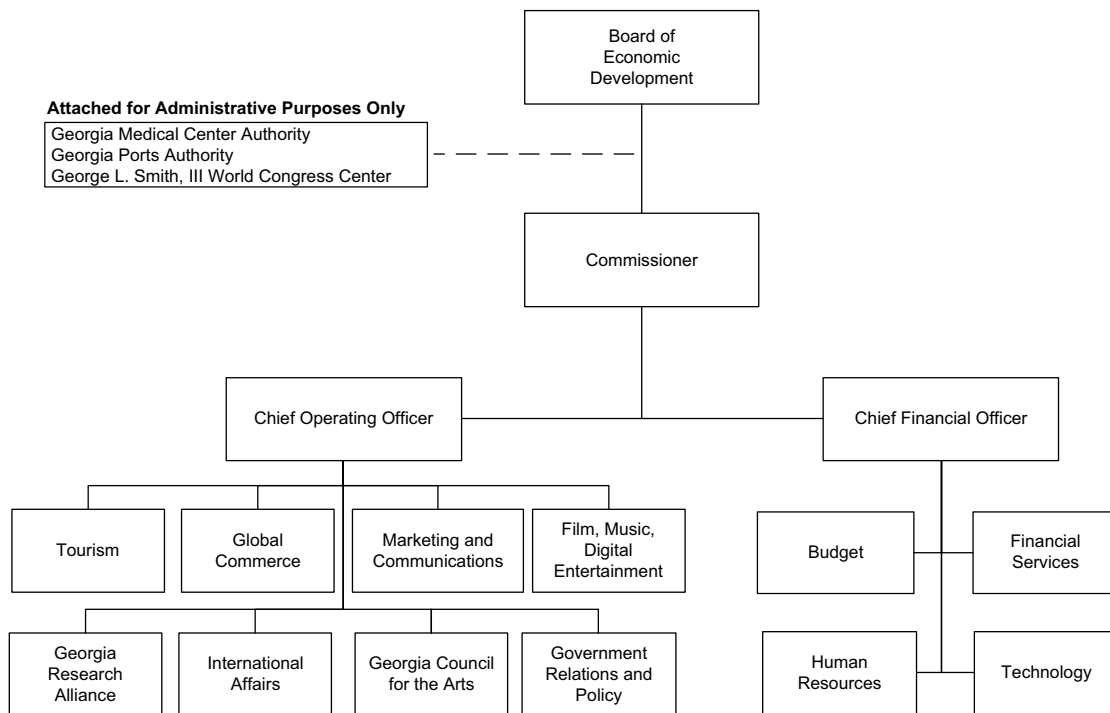 Board of
Economic
Development
Attached for Administrative Purposes Only
Georgia Medical Center Authority
Georgia Ports Authority
George L. Smith, III World Congress Center
Commissioner
Chief Operating Officer
Chief Financial Officer
Tourism
Global
Commerce
Marketing and
Communications
Film, Music,
Digital
Entertainment
Budget
Financial
Services
Georgia
Research
Alliance
International
Affairs
Georgia Council
for the Arts
Government
Relations and
Policy
Human
Resources
Technology